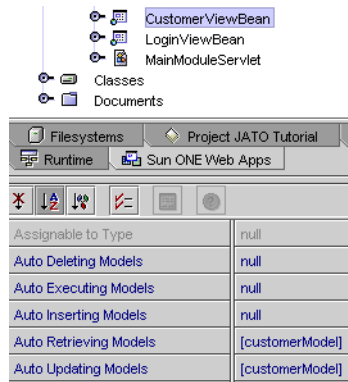 CustomerViewBean
LoginViewBean
MainModuleServlet
Classes
Documents
Filesystems Project JATO Tutorial
Runtime Sun ONE Web Apps
Assignable to Type null
Auto Deleting Models null
Auto Executing Models null
Auto Inserting Models null
Auto Retrieving Models [customerModel]
Auto Updating Models [customerModel]